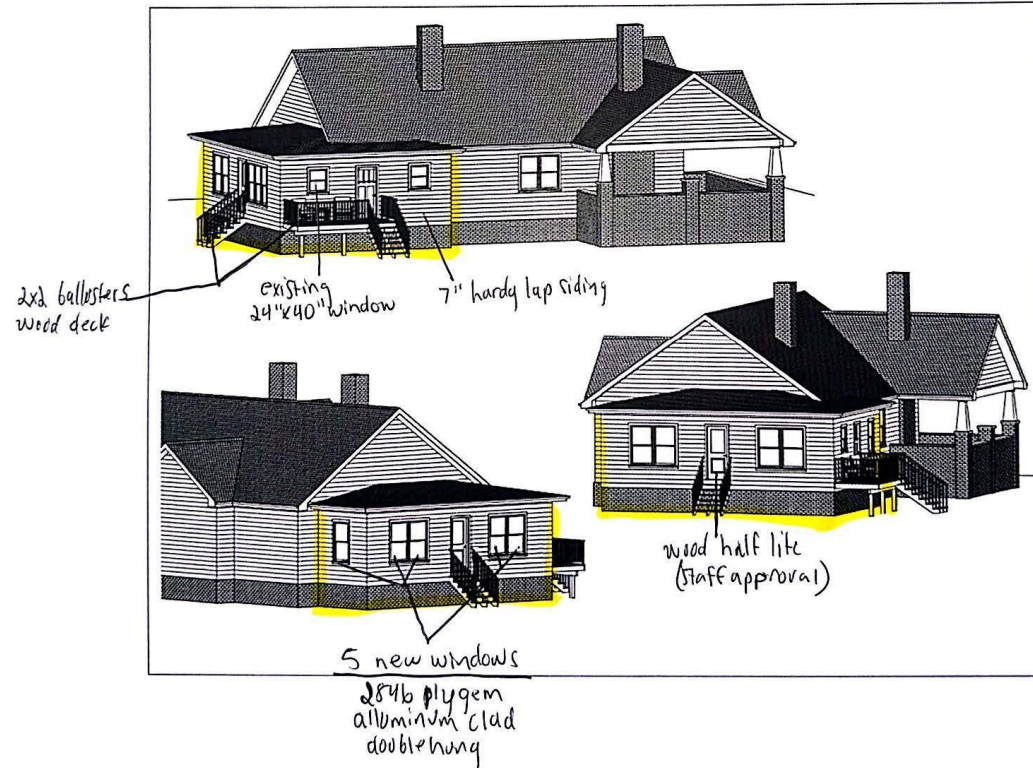 2x2 ballusters
wood deck
existing
24"x40" window
7" hardy lap siding
wood half lite
(staff approval)
5 new windows
2846 plygem
alluminum clad
doublehung